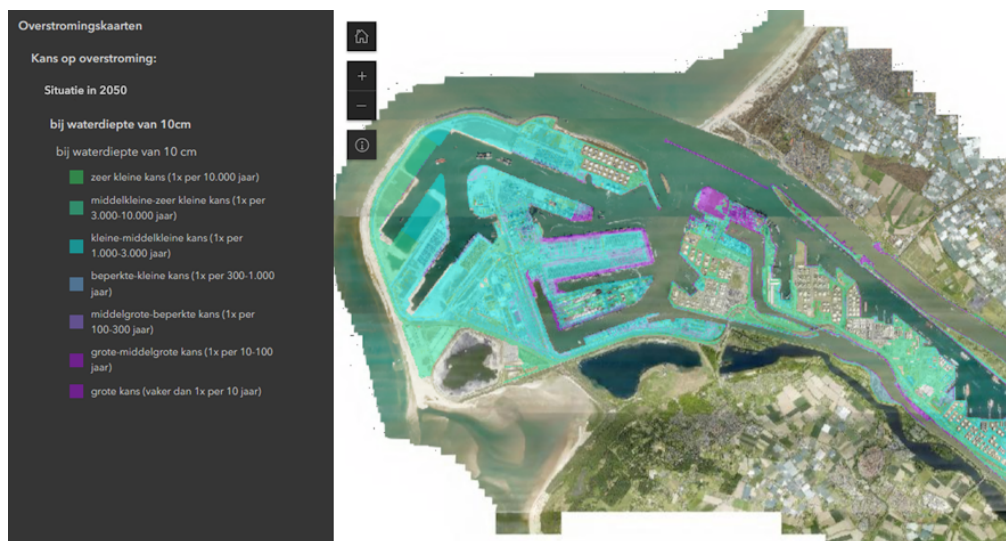 Overstromingskaarten
Kans op overstroming:
Situatie in 2050
bij waterdiepte van 10cm
bij waterdiepte van 10 cm
zeer kleine kans (1x per 10.000 jaar)
middelkleine-zeer kleine kans (1x per
3.000-10.000 jaar)
kleine-middelkleine kans (1x per
1.000-3.000 jaar)
beperkte-kleine kans (1x per 300-1.000
jaar)
middelgrote-beperkte kans (1x per
100-300 jaar)
grote-middelgrote kans (1x per 10-100
jaar)
grote kans (vaker dan 1x per 10 jaar)